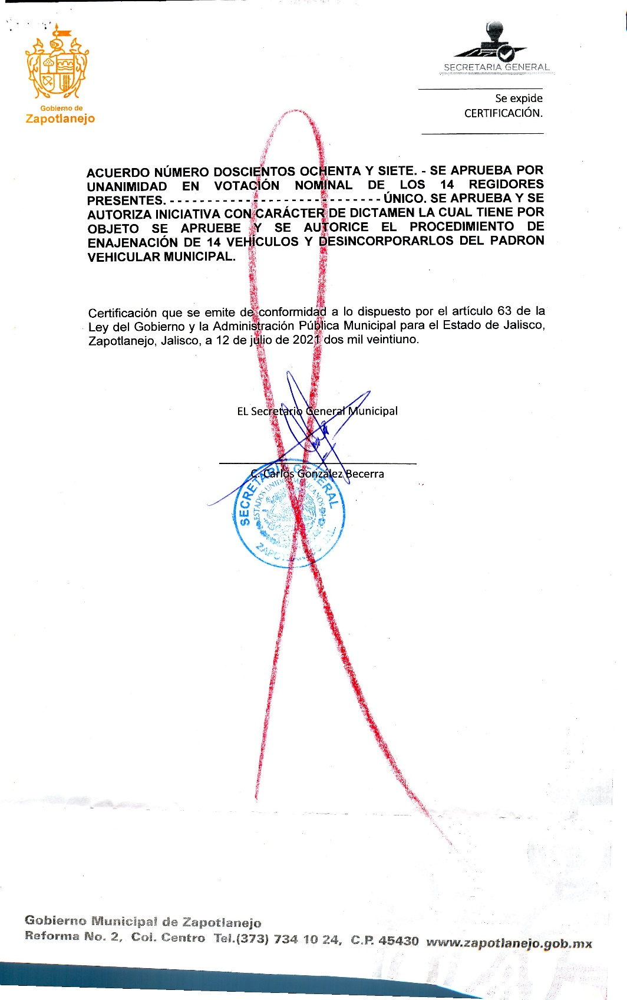 SECRETARIA GENERAL
Gobierno de
Zapotlanejo
Se expide
CERTIFICACIÓN.
ACUERDO NÚMERO DOSCIENTOS OCHENTA Y SIETE. - SE APRUEBA POR
UNANIMIDAD EN VOTACIÓN NOMINAL DE LOS 14 REGIDORES
PRESENTES. - - - - - - - - - - - - - - - - - - - - - - - - - - - - ÚNICO. SE APRUEBA Y SE
AUTORIZA INICIATIVA CON CARÁCTER DE DICTAMEN LA CUAL TIENE POR
OBJETO SE APRUEBE Y SE AUTORICE EL PROCEDIMIENTO DE
ENAJENACIÓN DE 14 VEHÍCULOS Y DESINCORPORARLOS DEL PADRON
VEHICULAR MUNICIPAL.
Certificación que se emite de conformidad a lo dispuesto por el artículo 63 de la
Ley del Gobierno y la Administración Pública Municipal para el Estado de Jalisco,
Zapotlanejo, Jalisco, a 12 de julio de 2021 dos mil veintiuno.
EL Secretario General Municipal
C. Carlos González Becerra
SECRETARIA GENERAL
ESTADOS UNIDOS MEXICANOS
Gobierno Municipal de Zapotlanejo
Reforma No. 2, Col. Centro Tel.(373) 734 10 24, C.P. 45430 www.zapotlanejo.gob.mx